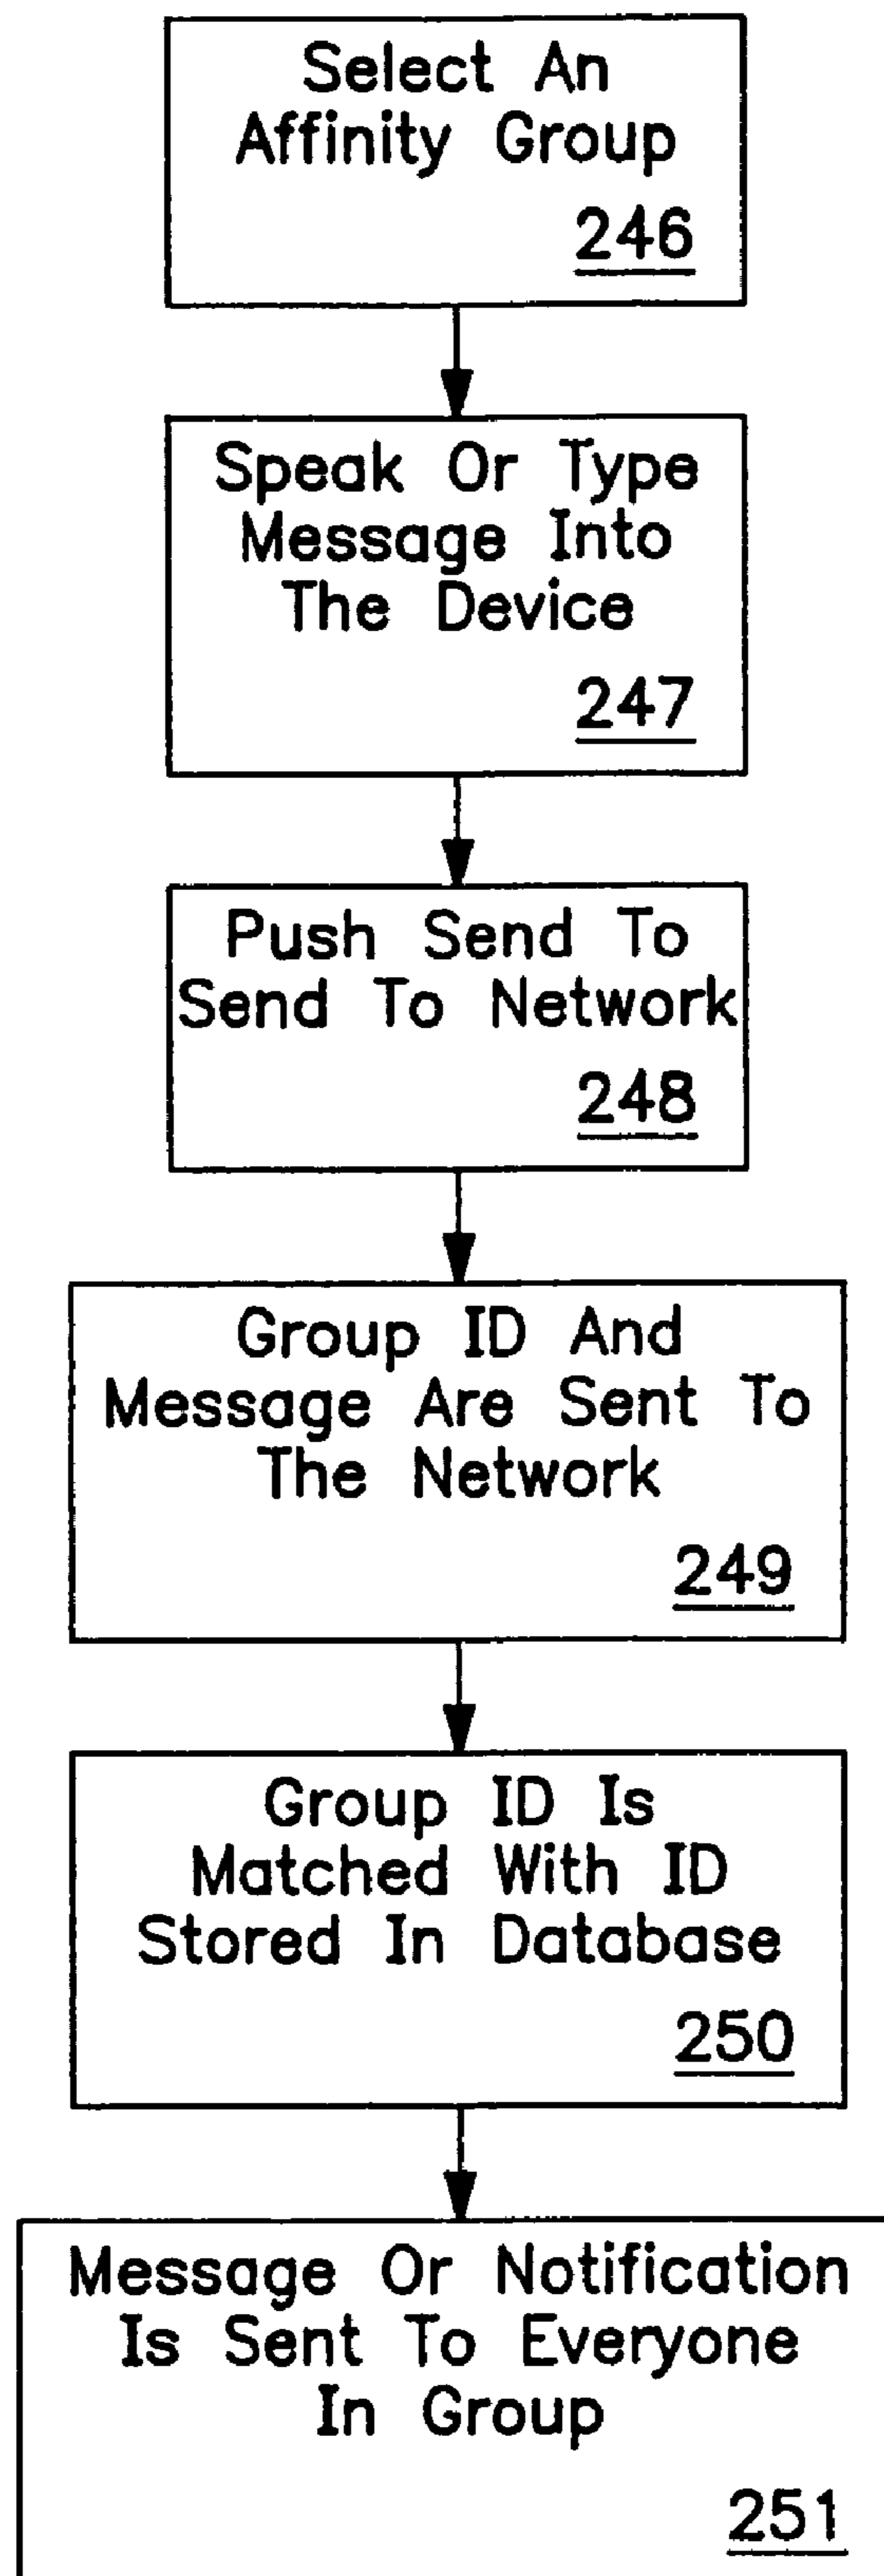 Select An
Affinity Group
246
Speak Or Type
Message Into
The Device
247
Push Send To
Send To Network
248
Group ID And
Message Are Sent To
The Network
249
Group ID Is
Matched With ID
Stored In Database
250
Message Or Notification
Is Sent To Everyone
In Group
251